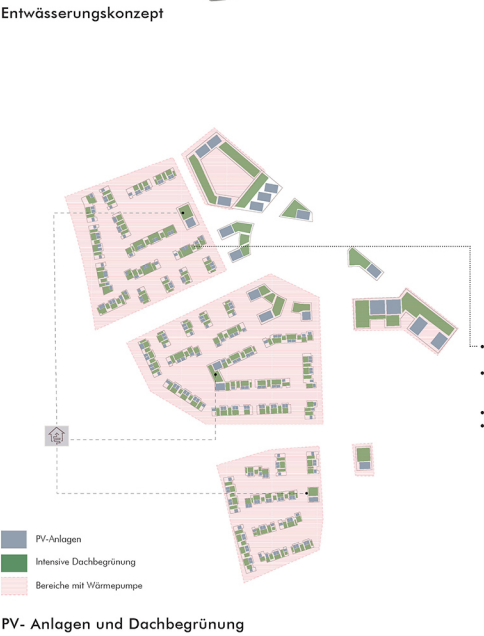 Entwässerungskonzept
PV-Anlagen
Intensive Dachbegrünung
Bereiche mit Wärmepumpe
PV- Anlagen und Dachbegrünung